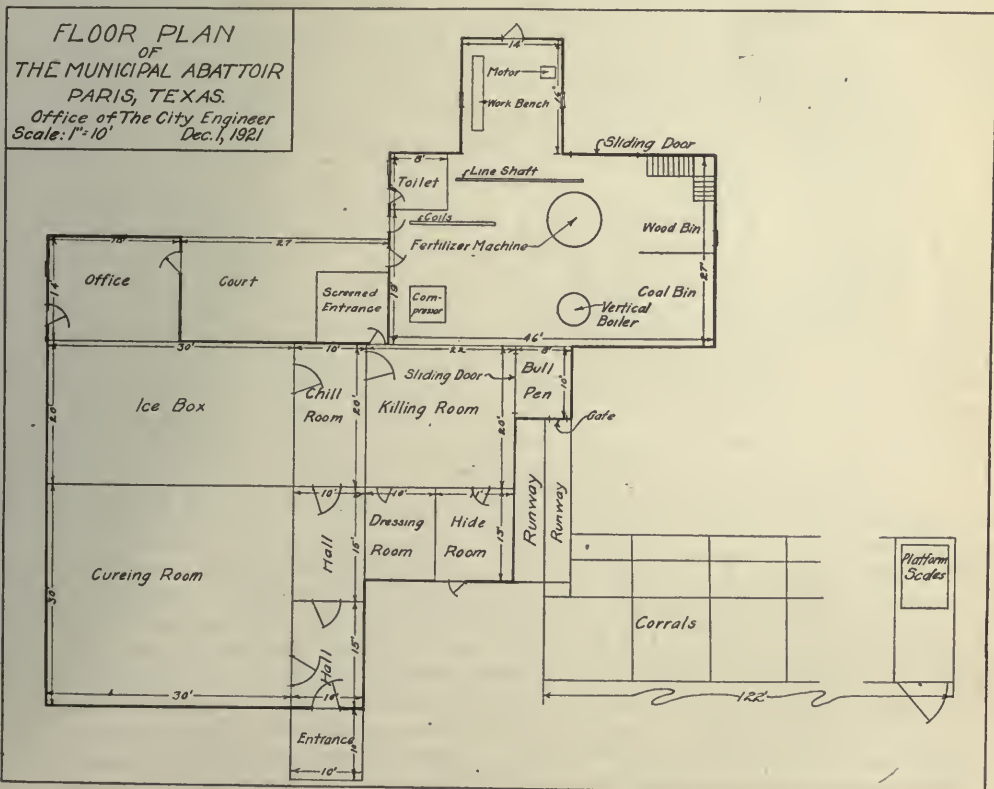 FLOOR PLAN
OF
THE MUNICIPAL ABATTOIR
PARIS, TEXAS.
Office of The City Engineer
Scale: 1"=10' Dec. 1, 1921
14'
Motor
Work Bench
16'
Sliding Door
8'
Toilet
Line Shaft
Coils
Fertilizer Machine
Wood Bin
27'
Coal Bin
Vertical
Boiler
Com-
pressor
19'
46'
18'
27'
Office
14'
Court
Screened
Entrance
30'
10'
22'
8'
Ice Box
20'
Chill
Room
20'
Sliding Door
Killing Room
20'
Bull
Pen
10'
Gate
10'
10'
11'
Dressing
Room
Hide
Room
13'
Hall
15'
Runway
Runway
Cureing Room
30'
Hall
15'
30'
10'
Entrance
10'
Corrals
Platform
Scales
122'